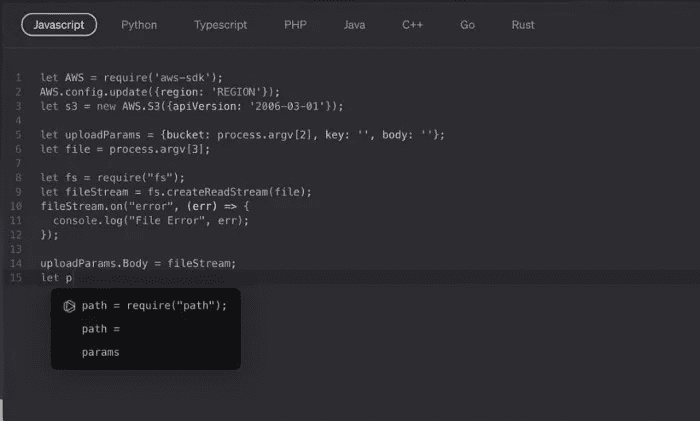 Javascript Python Typescript PHP Java C++ Go Rust
1 let AWS = require('aws-sdk');
2 AWS.config.update({region: 'REGION'});
3 let s3 = new AWS.S3({apiVersion: '2006-03-01'});
4
5 let uploadParams = {bucket: process.argv[2], key: '', body: ''};
6 let file = process.argv[3];
7
8 let fs = require("fs");
9 let fileStream = fs.createReadStream(file);
10 fileStream.on("error", (err) => {
11 console.log("File Error", err);
12 });
13
14 uploadParams.Body = fileStream;
15 let p
path = require("path");
path =
params